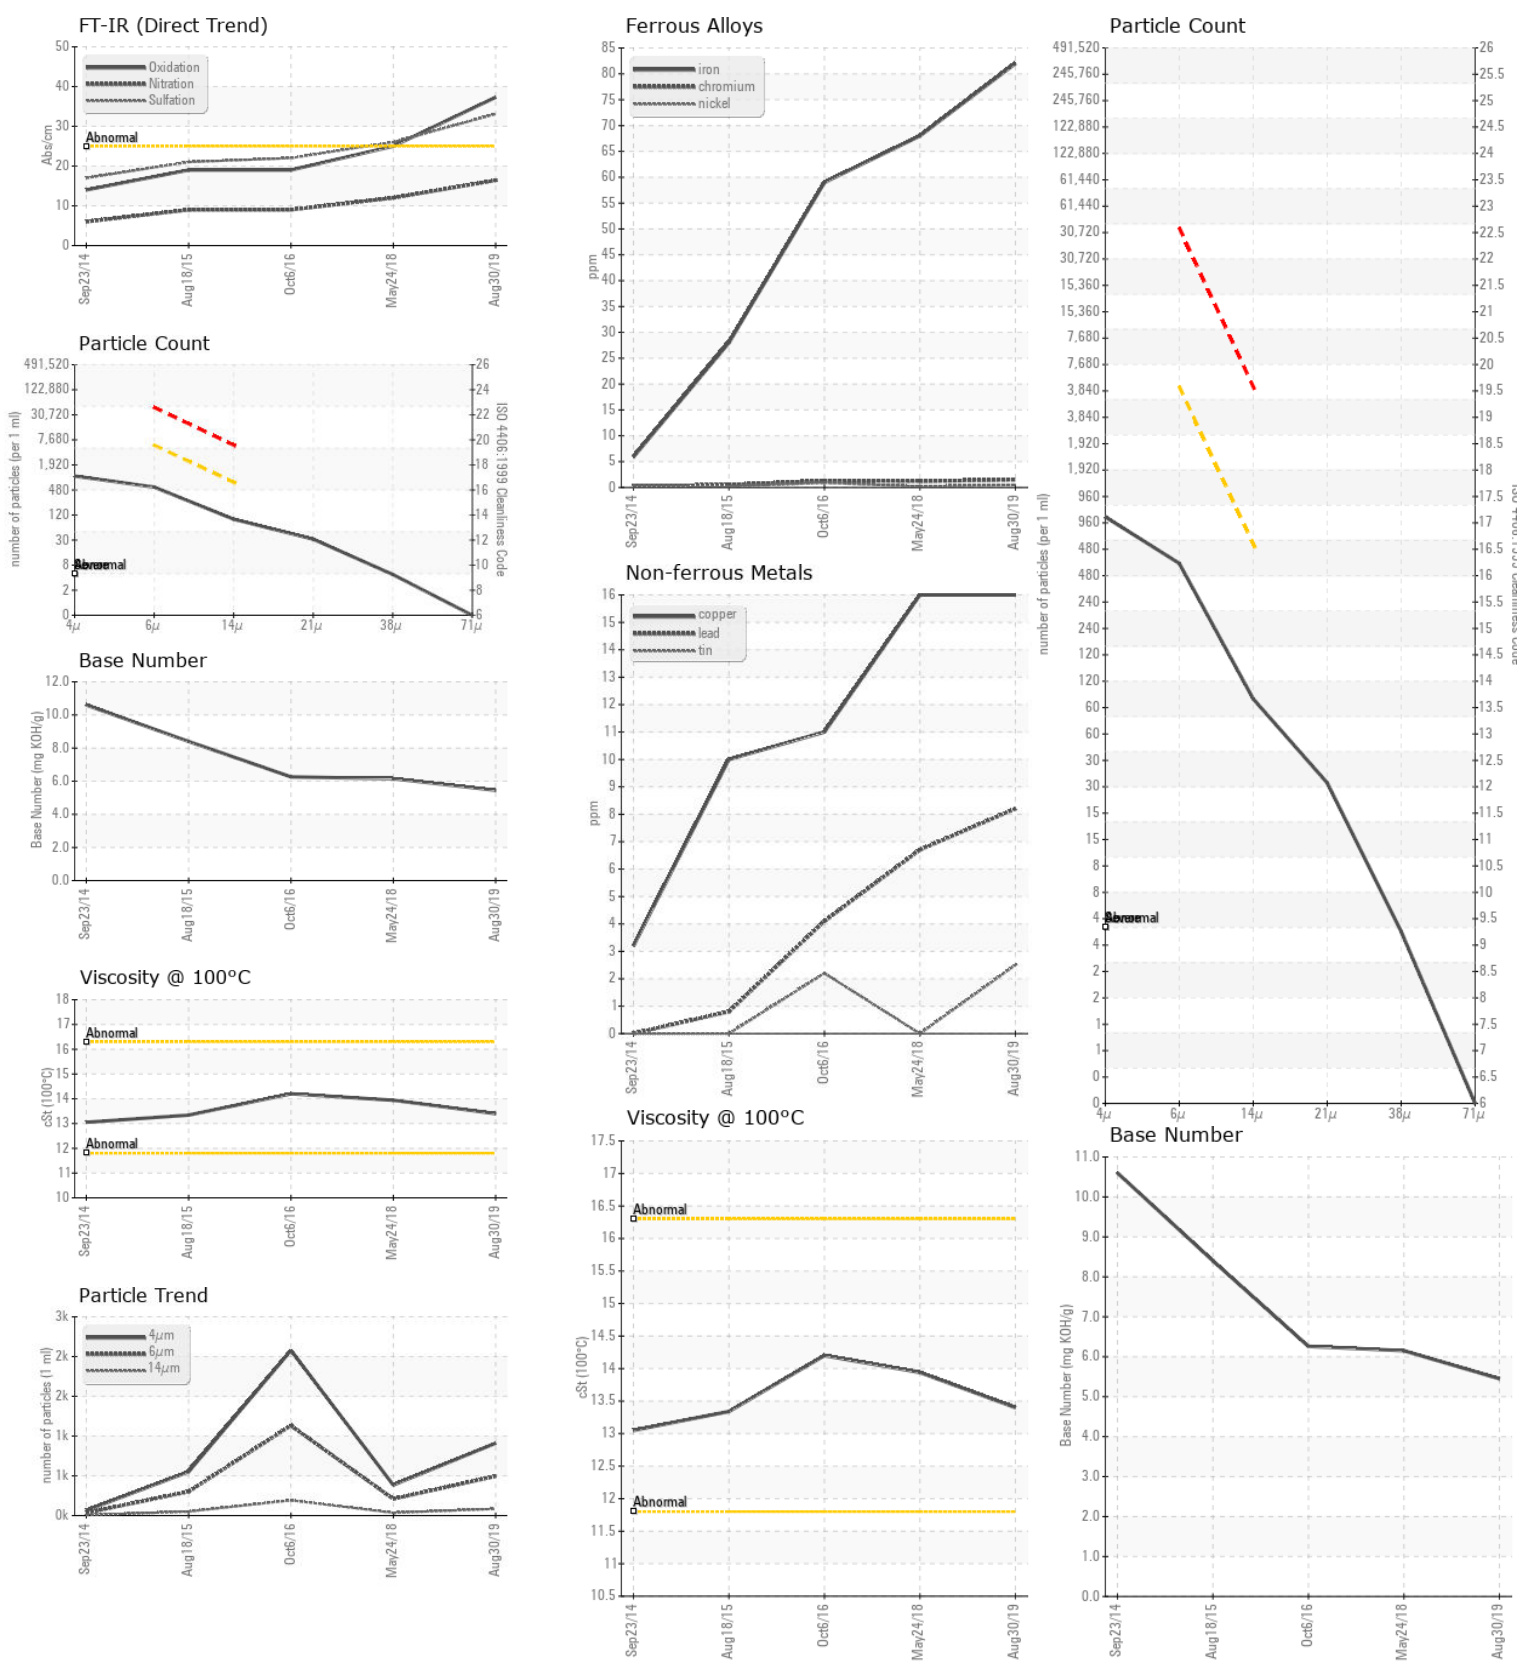 FT-IR (Direct Trend)
50
40
30
20
10
0
Abs/cm
Oxidation
Nitration
Sulfation
Abnormal
Sep23/14
Aug18/15
Oct6/16
May24/18
Aug30/19
Particle Count
491,520
122,880
30,720
7,680
1,920
480
120
30
8
2
0
number of particles (per 1 ml)
26
24
22
20
18
16
14
12
10
8
6
ISO 4406:1999 Cleanliness Code
4μ
6μ
14μ
21μ
38μ
71μ
Base Number
12.0
10.0
8.0
6.0
4.0
2.0
0.0
Base Number (mg KOH/g)
Sep23/14
Aug18/15
Oct6/16
May24/18
Aug30/19
Viscosity @ 100°C
18
17
16
15
14
13
12
11
10
cSt (100°C)
Abnormal
Abnormal
Sep23/14
Aug18/15
Oct6/16
May24/18
Aug30/19
Particle Trend
3k
2k
2k
1k
1k
0k
number of particles (1 ml)
4μm
6μm
14μm
Sep23/14
Aug18/15
Oct6/16
May24/18
Aug30/19
Ferrous Alloys
85
80
75
70
65
60
55
50
45
40
35
30
25
20
15
10
5
0
ppm
iron
chromium
nickel
Sep23/14
Aug18/15
Oct6/16
May24/18
Aug30/19
Non-ferrous Metals
16
15
14
13
12
11
10
9
8
7
6
5
4
3
2
1
0
ppm
copper
lead
tin
Sep23/14
Aug18/15
Oct6/16
May24/18
Aug30/19
Viscosity @ 100°C
17.5
17
16.5
16
15.5
15
14.5
14
13.5
13
12.5
12
11.5
11
10.5
cSt (100°C)
Abnormal
Abnormal
Sep23/14
Aug18/15
Oct6/16
May24/18
Aug30/19
Particle Count
491,520
245,760
245,760
122,880
122,880
61,440
61,440
30,720
30,720
15,360
15,360
7,680
7,680
3,840
3,840
1,920
1,920
960
960
480
480
240
240
120
120
60
60
30
30
15
15
8
8
4
4
2
2
1
1
0
0
number of particles (per 1 ml)
26
25.5
25
24.5
24
23.5
23
22.5
22
21.5
21
20.5
20
19.5
19
18.5
18
17.5
17
16.5
16
15.5
15
14.5
14
13.5
13
12.5
12
11.5
11
10.5
10
9.5
9
8.5
8
7.5
7
6.5
6
4μ
6μ
14μ
21μ
38μ
71μ
Base Number
11.0
10.0
9.0
8.0
7.0
6.0
5.0
4.0
3.0
2.0
1.0
0.0
Base Number (mg KOH/g)
Sep23/14
Aug18/15
Oct6/16
May24/18
Aug30/19